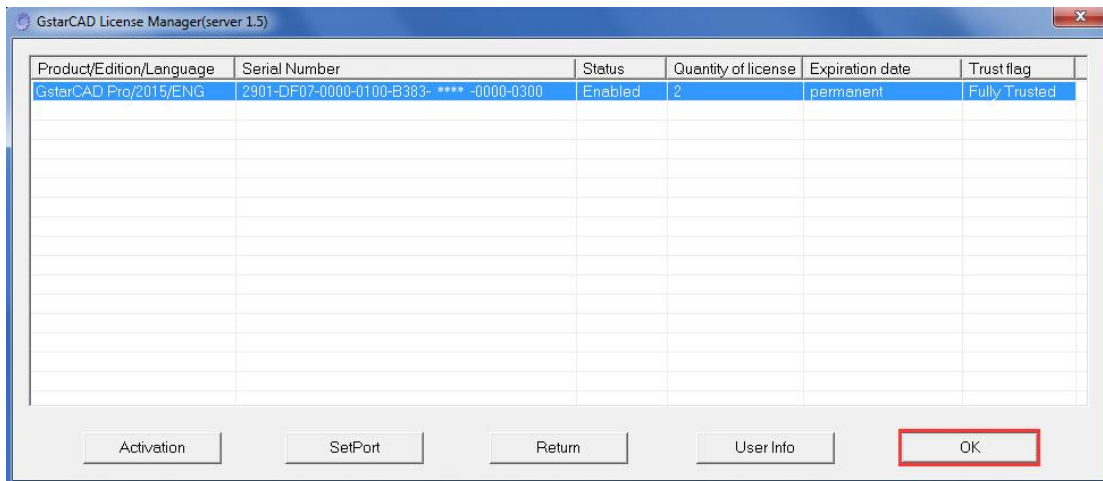 GstarCAD License Manager(server 1.5)
Product/Edition/Language Serial Number Status Quantity of license Expiration date Trust flag
GstarCAD Pro/2015/ENG 2901-DF07-0000-0100-B383- **** -0000-0300 Enabled 2 permanent Fully Trusted
Activation SetPort Return User Info OK